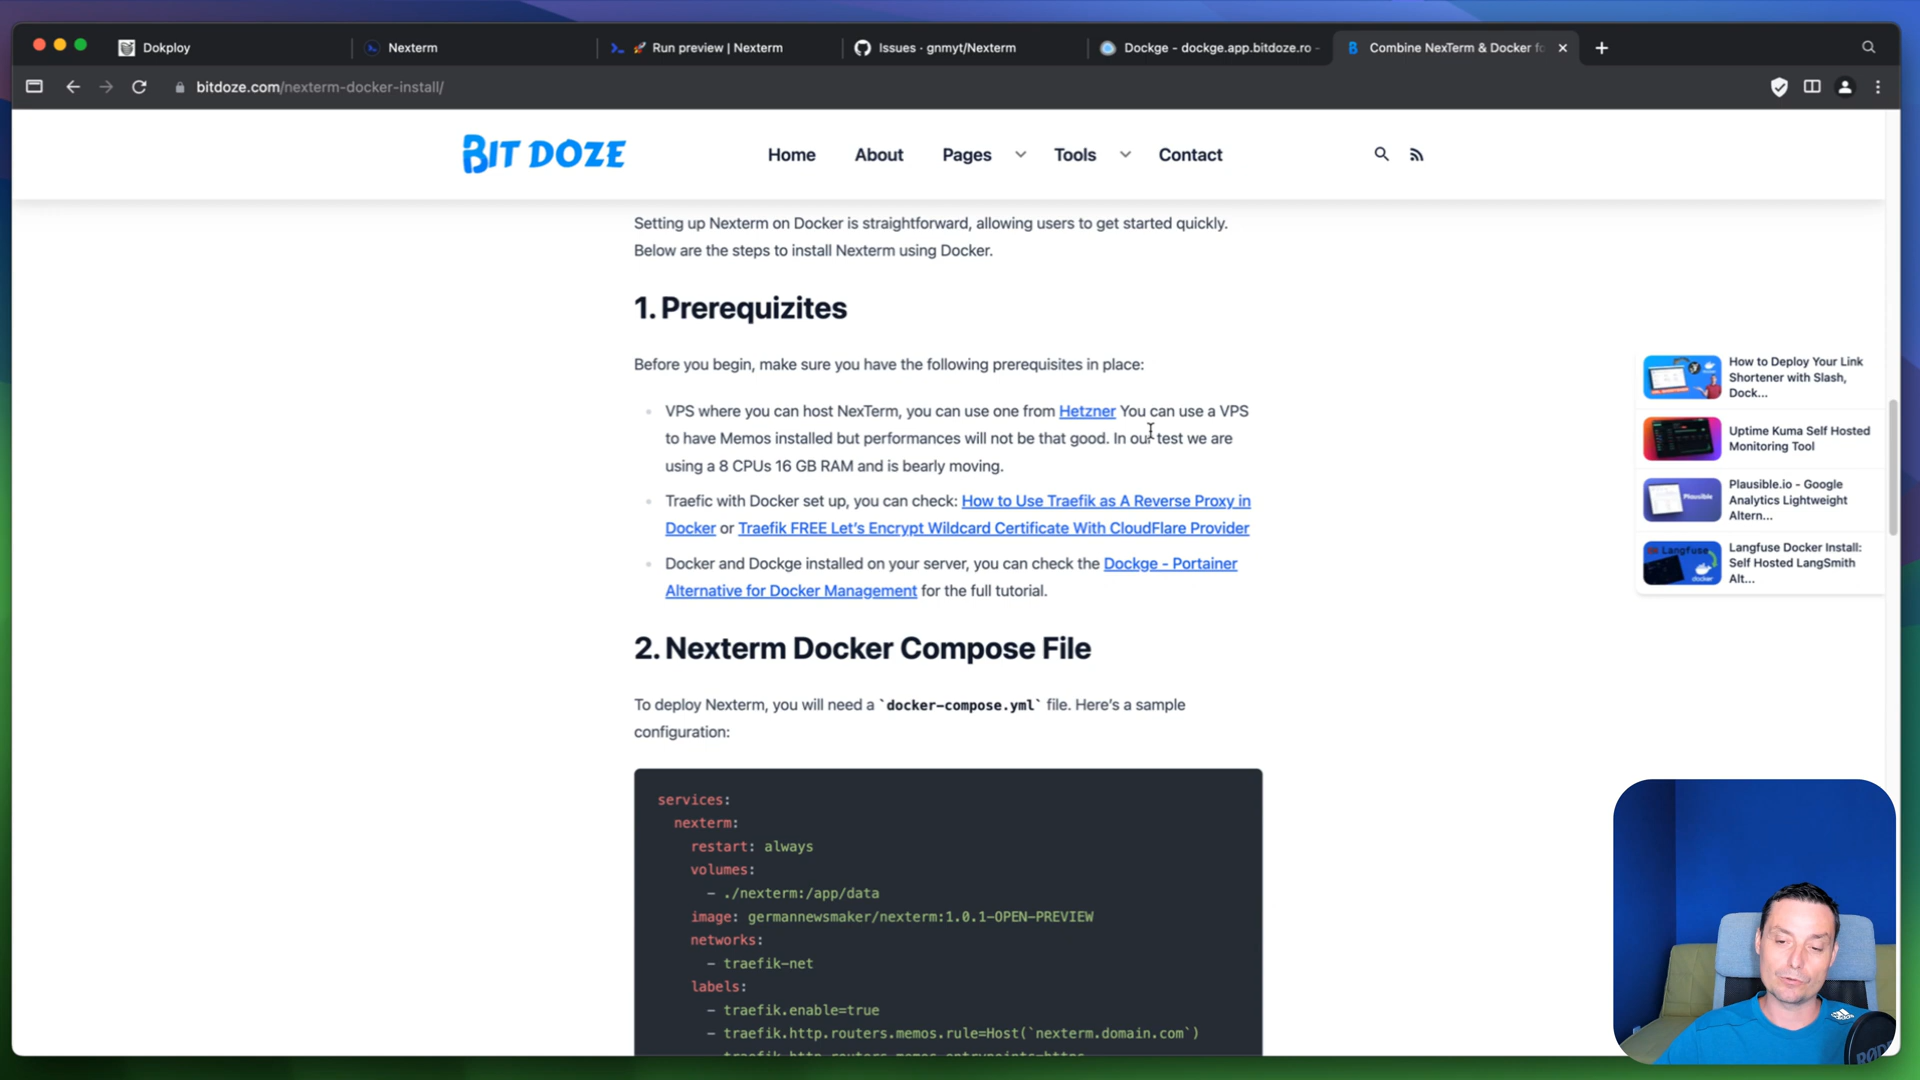 Dokploy
Nexterm
🚀 Run preview | Nexterm
Issues · gnmyt/Nexterm
Dockge - dockge.app.bitdoze.ro -
Combine NexTerm & Docker fo
bitdoze.com/nexterm-docker-install/
BIT DOZE
Home
About
Pages
Tools
Contact
Setting up Nexterm on Docker is straightforward, allowing users to get started quickly.
Below are the steps to install Nexterm using Docker.
1. Prerequizites
Before you begin, make sure you have the following prerequisites in place:
VPS where you can host NexTerm, you can use one from Hetzner You can use a VPS
to have Memos installed but performances will not be that good. In our test we are
using a 8 CPUs 16 GB RAM and is bearly moving.
Traefic with Docker set up, you can check: How to Use Traefik as A Reverse Proxy in
Docker or Traefik FREE Let's Encrypt Wildcard Certificate With CloudFlare Provider
Docker and Dockge installed on your server, you can check the Dockge - Portainer
Alternative for Docker Management for the full tutorial.
How to Deploy Your Link
Shortener with Slash,
Dock...
Uptime Kuma Self Hosted
Monitoring Tool
Plausible.io - Google
Analytics Lightweight
Altern...
Langfuse Docker Install:
Self Hosted LangSmith
Alt...
2. Nexterm Docker Compose File
To deploy Nexterm, you will need a `docker-compose.yml` file. Here's a sample
configuration:
services:
nexterm:
restart: always
volumes:
- ./nexterm:/app/data
image: germannewsmaker/nexterm:1.0.1-OPEN-PREVIEW
networks:
- traefik-net
labels:
- traefik.enable=true
- traefik.http.routers.memos.rule=Host(`nexterm.domain.com`)
- traefik.http.routers.memos.entrypoints=https